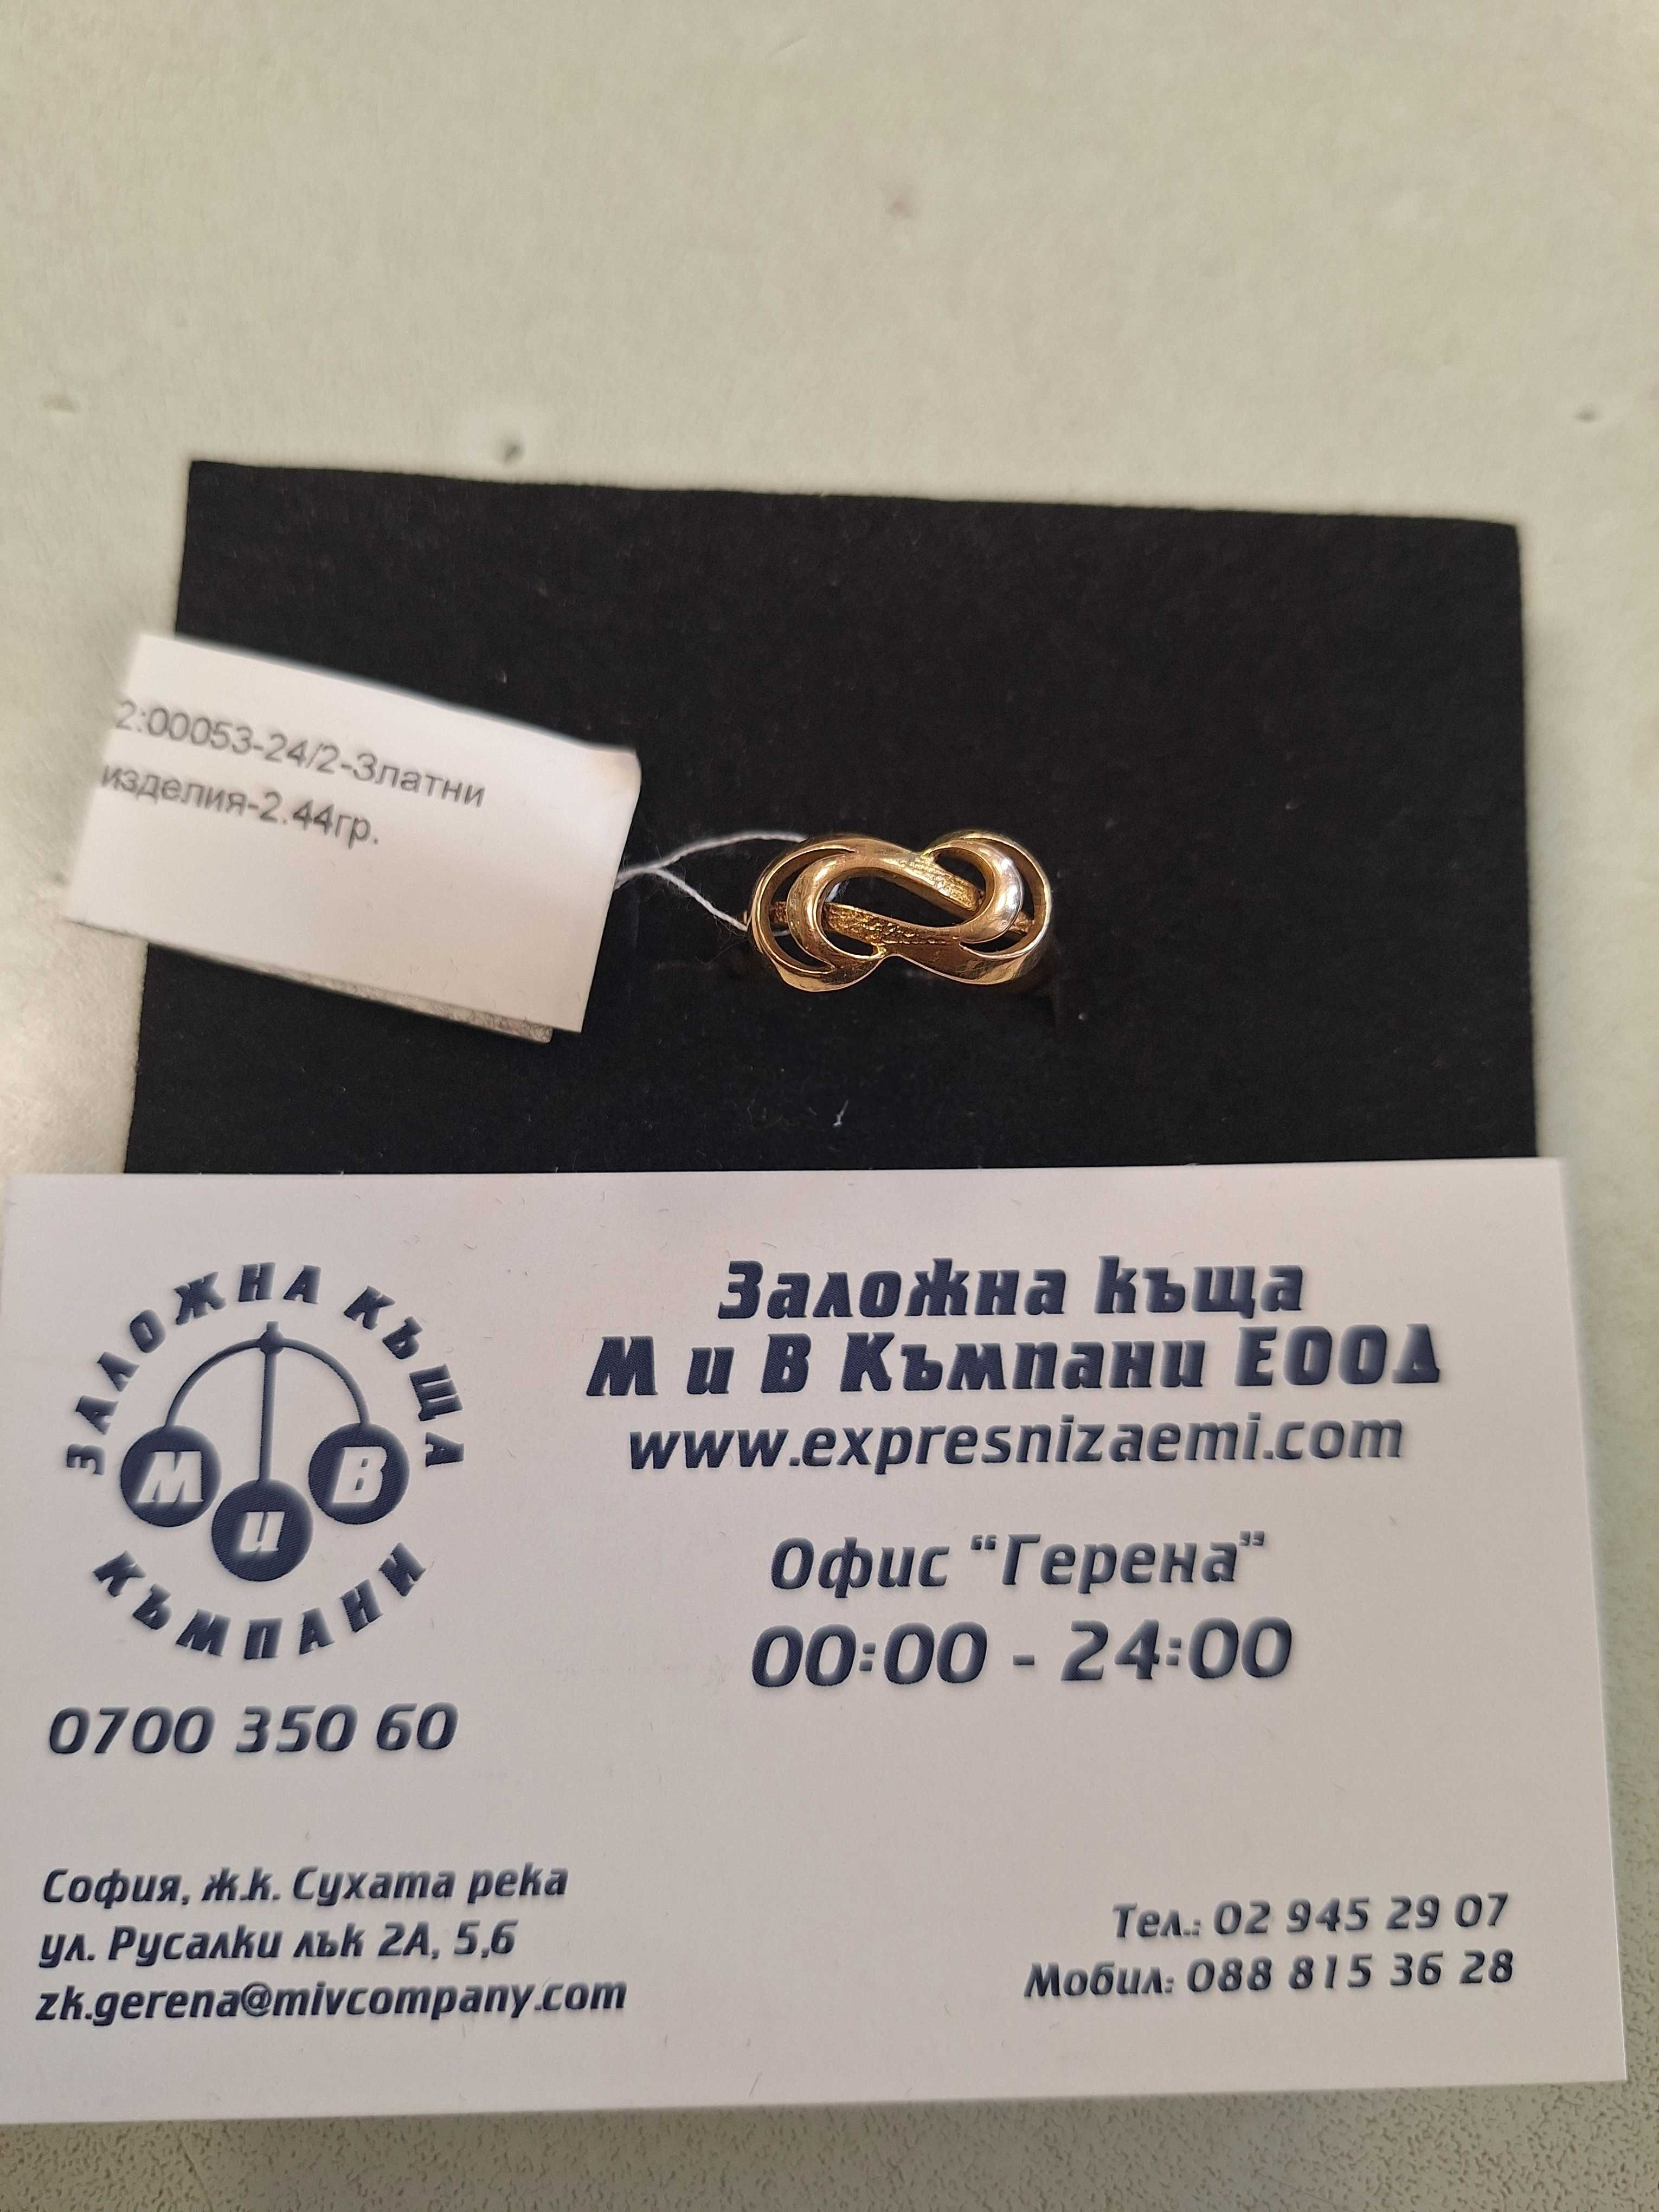 2:00053-24/2-Златни
изделия-2.44гр.
ЗАЛОЖНА КЪЩА
М и В
КЪМПАНИ
0700 350 60
Заложна къща
М и В Къмпани ЕООД
www.expresnizaemi.com
Офис "Герена"
00:00 - 24:00
София, ж.к. Сухата река
ул. Русалки лък 2А, 5,6
zk.gerena@mivcompany.com
Тел.: 02 945 29 07
Мобил: 088 815 36 28